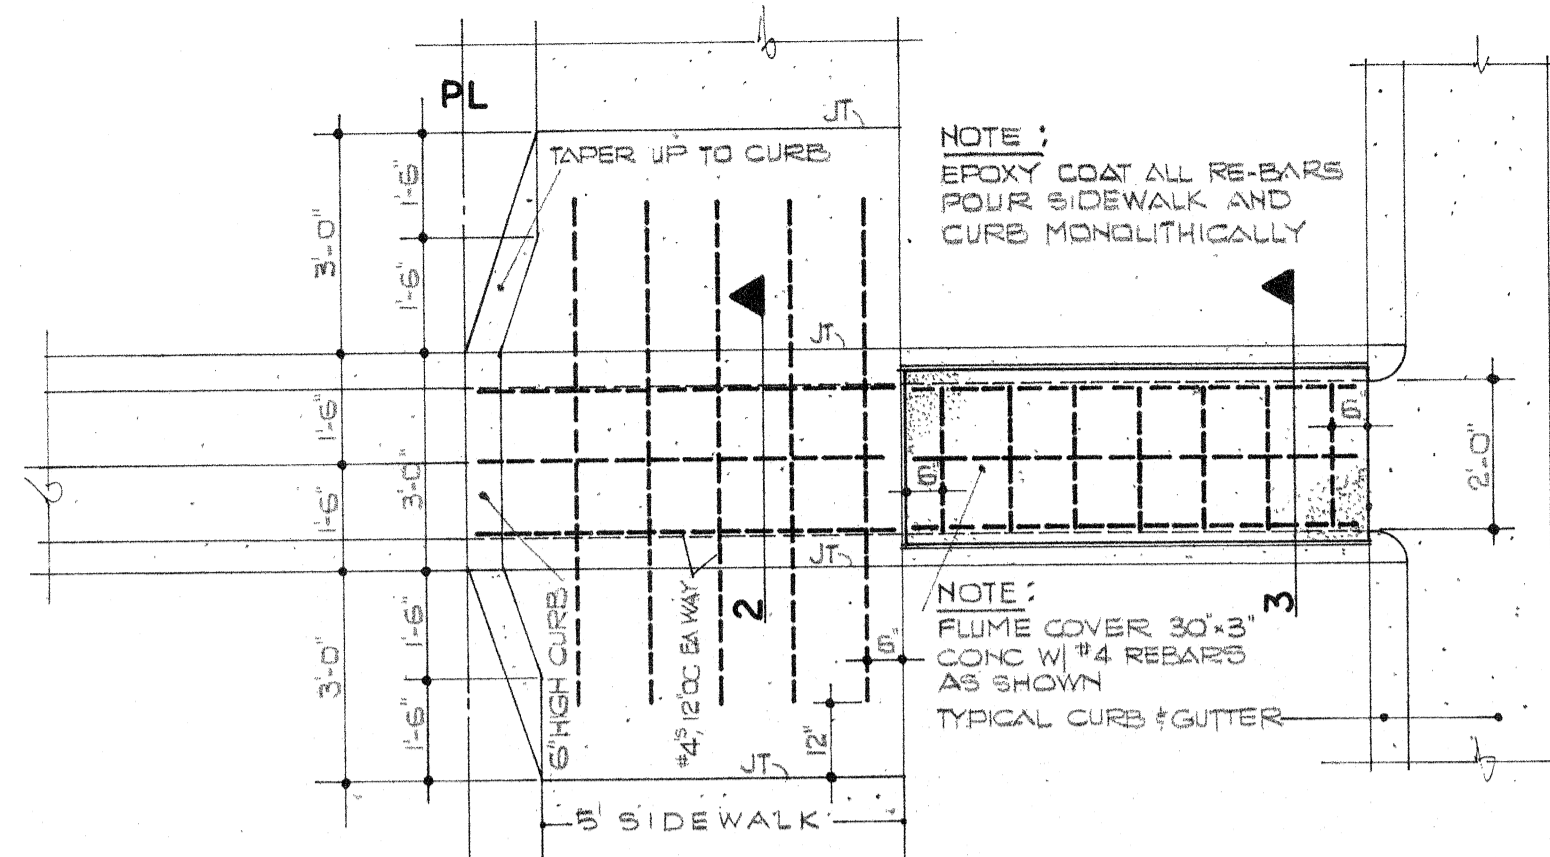 PL
JT
TAPER UP TO CURB
NOTE:
EPOXY COAT ALL RE-BARS
POUR SIDEWALK AND
CURB MONOLITHICALLY
1'-6"
3'-0"
1'-6"
JT
6"
1'-6"
3'-0"
2'-0"
6"
1'-6"
JT
6" HIGH CURB
#4'S, 12" OC EA WAY
2
3
NOTE:
FLUME COVER 30"x3"
CONC W/ #4 REBARS
AS SHOWN
TYPICAL CURB & GUTTER
1'-6"
6"
3'-0"
1'-6"
12"
JT
5' SIDEWALK